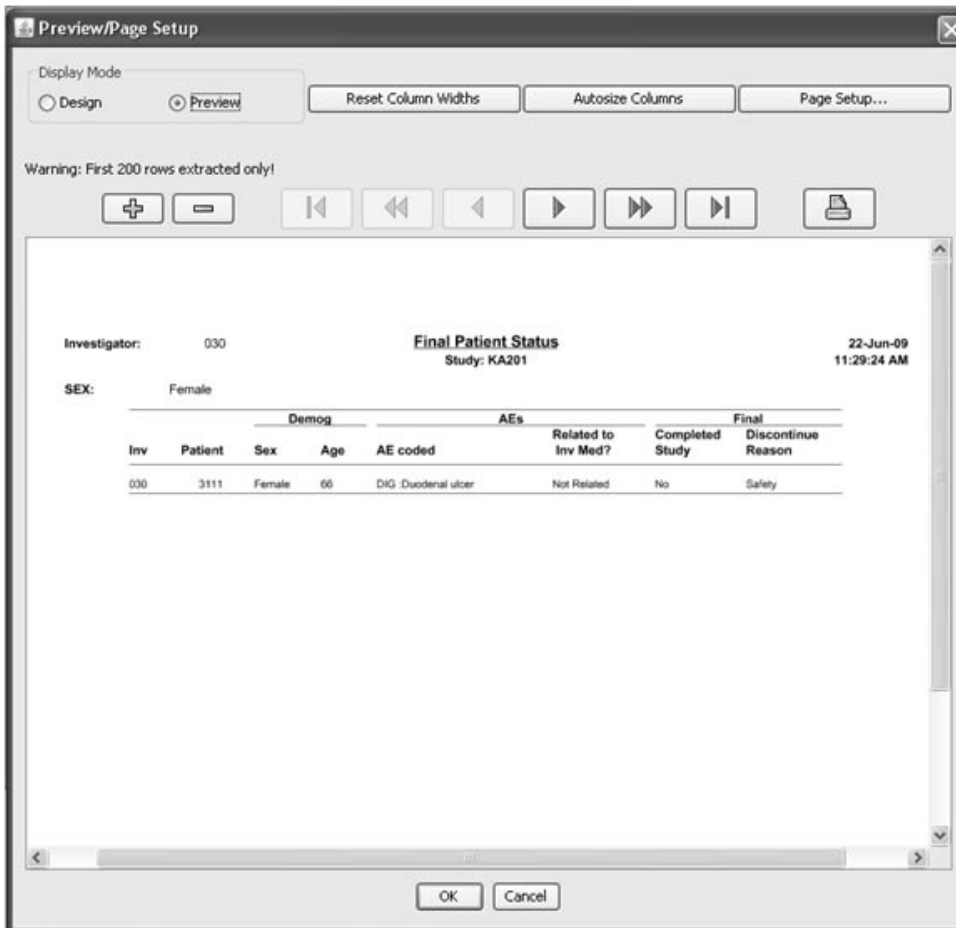 Preview/Page Setup
Display Mode
Design Preview Reset Column Widths Autosize Columns Page Setup...
Warning: First 200 rows extracted only!
Investigator: 030 Final Patient Status 22-Jun-09
Study: KA201 11:29:24 AM
SEX: Female
Demog AEs Final
Related to Completed Discontinue
Inv Patient Sex Age AE coded Inv Med? Study Reason
030 3111 Female 66 DIG :Duodenal ulcer Not Related No Safety
OK Cancel